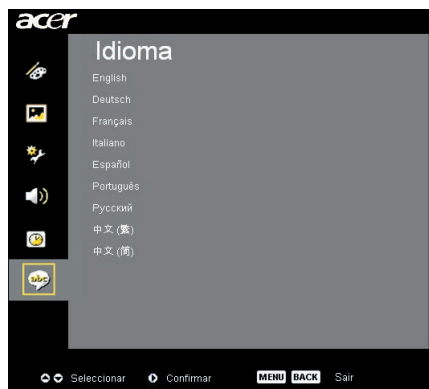 acer
Idioma
English
Deutsch
Français
Italiano
Español
Português
Русский
中文 (繁)
中文 (简)
abc
Seleccionar Confirmar MENU BACK Sair